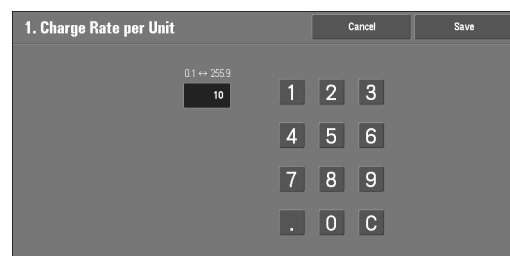 1. Charge Rate per Unit
Cancel
Save
0.1 ↔ 255.9
10
1 2 3
4 5 6
7 8 9
. 0 C